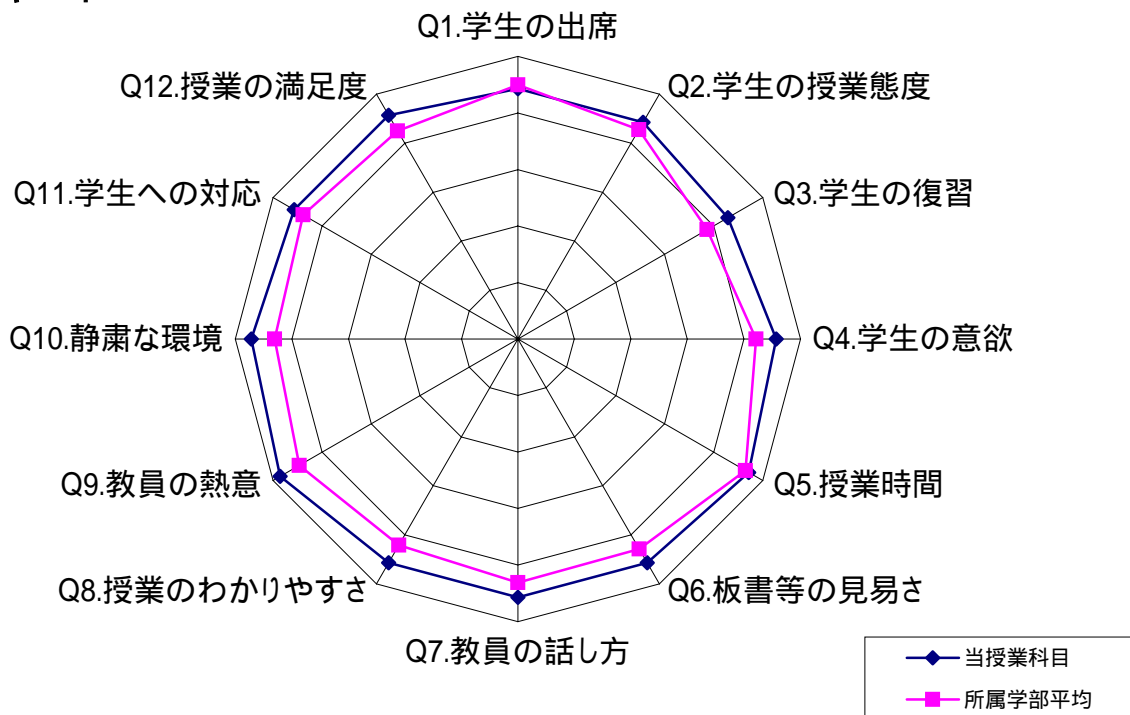 Q1.学生の出席
Q2.学生の授業態度
Q3.学生の復習
Q4.学生の意欲
Q5.授業時間
Q6.板書等の見易さ
Q7.教員の話し方
Q8.授業のわかりやすさ
Q9.教員の熱意
Q10.静粛な環境
Q11.学生への対応
Q12.授業の満足度
当授業科目
所属学部平均